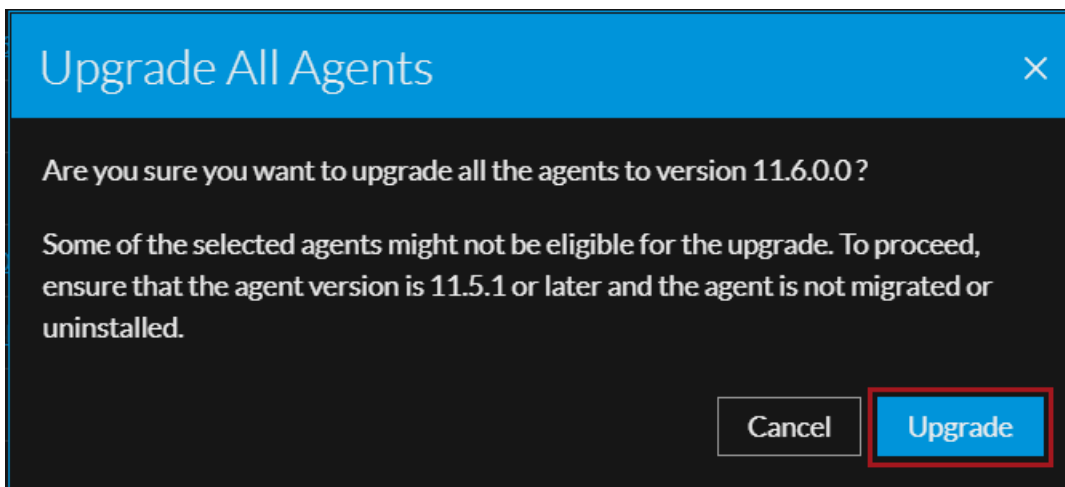 Upgrade All Agents
Are you sure you want to upgrade all the agents to version 11.6.0.0 ?
Some of the selected agents might not be eligible for the upgrade. To proceed,
ensure that the agent version is 11.5.1 or later and the agent is not migrated or
uninstalled.
Cancel
Upgrade